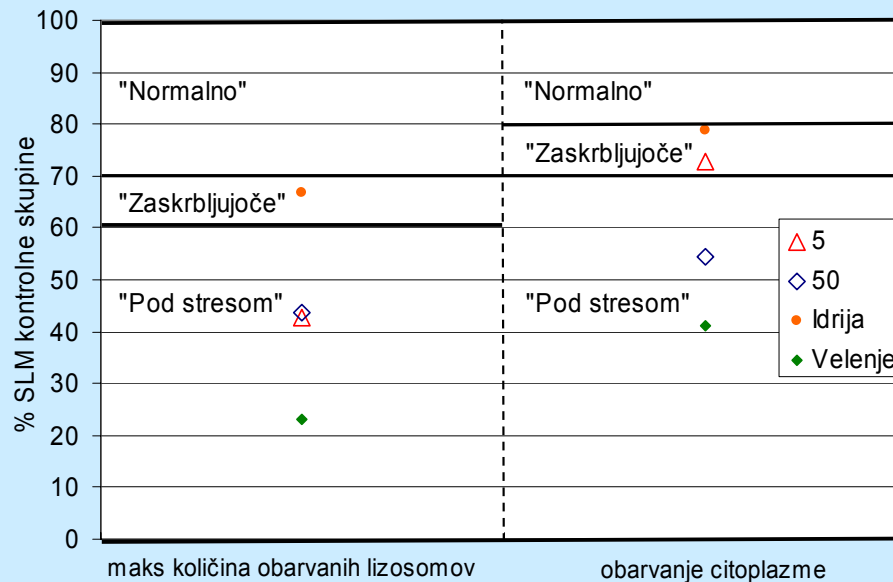 % SLM kontrolne skupine
100
90
80
70
60
50
40
30
20
10
0
"Normalno"
"Zaskrbljujoče"
"Pod stresom"
"Normalno"
"Zaskrbljujoče"
"Pod stresom"
5
50
Idrija
Velenje
maks količina obarvanih lizosomov
obarvanje citoplazme